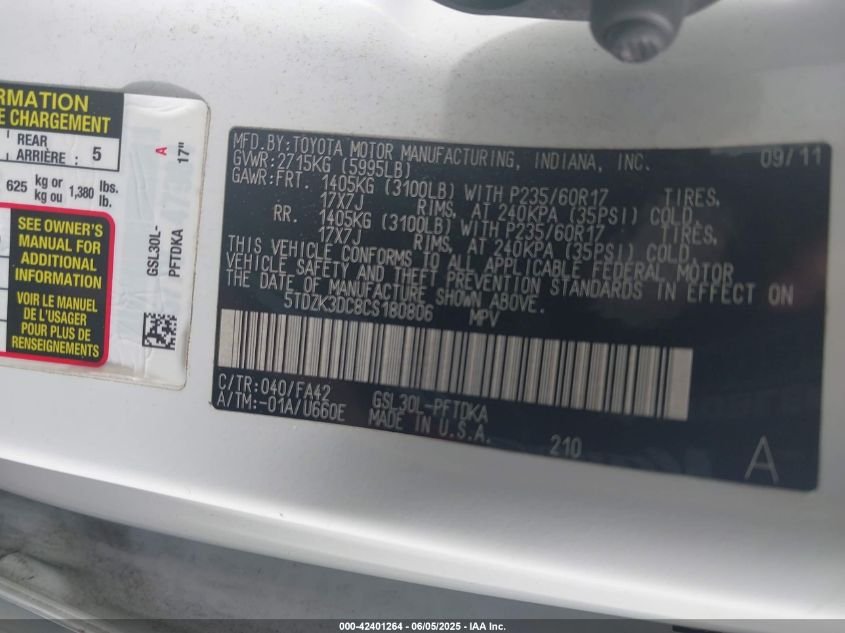 RMATION
E CHARGEMENT
REAR
ARRIÈRE : 5
625 kg or 1,380 lbs.
kg ou lb.
SEE OWNER'S
MANUAL FOR
ADDITIONAL
INFORMATION
VOIR LE MANUEL
DE L'USAGER
POUR PLUS DE
RENSEIGNEMENTS
A
17"
GSL30L-
PFTDKA
MFD.BY:TOYOTA MOTOR MANUFACTURING, INDIANA, INC. 09/11
GVWR:2715KG (5995LB)
GAWR:FRT. 1405KG (3100LB) WITH P235/60R17 TIRES,
17X7J RIMS, AT 240KPA (35PSI) COLD.
RR. 1405KG (3100LB) WITH P235/60R17 TIRES,
17X7J RIMS, AT 240KPA (35PSI) COLD.
THIS VEHICLE CONFORMS TO ALL APPLICABLE FEDERAL MOTOR
VEHICLE SAFETY AND THEFT PREVENTION STANDARDS IN EFFECT ON
THE DATE OF MANUFACTURE SHOWN ABOVE.
5TDZK3DC8CS180806 MPV
C/TR:040/FA42 GSL30L-PFTDKA
A/TM:-01A/U660E MADE IN U.S.A.
210
A
000-42401264 - 06/05/2025 - IAA Inc.